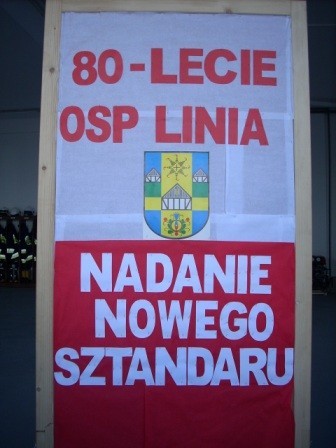 80-LECIE
OSP LINIA
NADANIE
NOWEGO
SZTANDARU